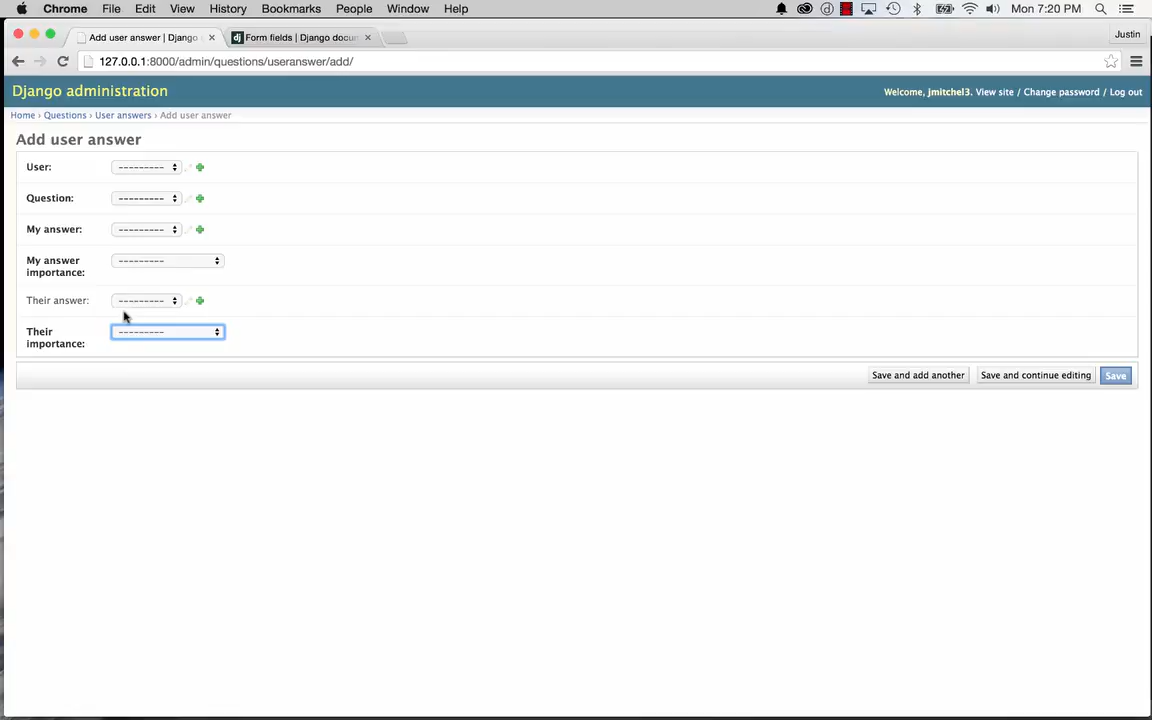 Chrome File Edit View History Bookmarks People Window Help Mon 7:20 PM
Add user answer | Django Form fields | Django docu Justin
127.0.0.1:8000/admin/questions/useranswer/add/
Django administration Welcome, jmitchel3. View site / Change password / Log out
Home › Questions › User answers › Add user answer
Add user answer
User: ---------
Question: ---------
My answer: ---------
My answer importance: ---------
Their answer: ---------
Their importance: ---------
Save and add another Save and continue editing Save